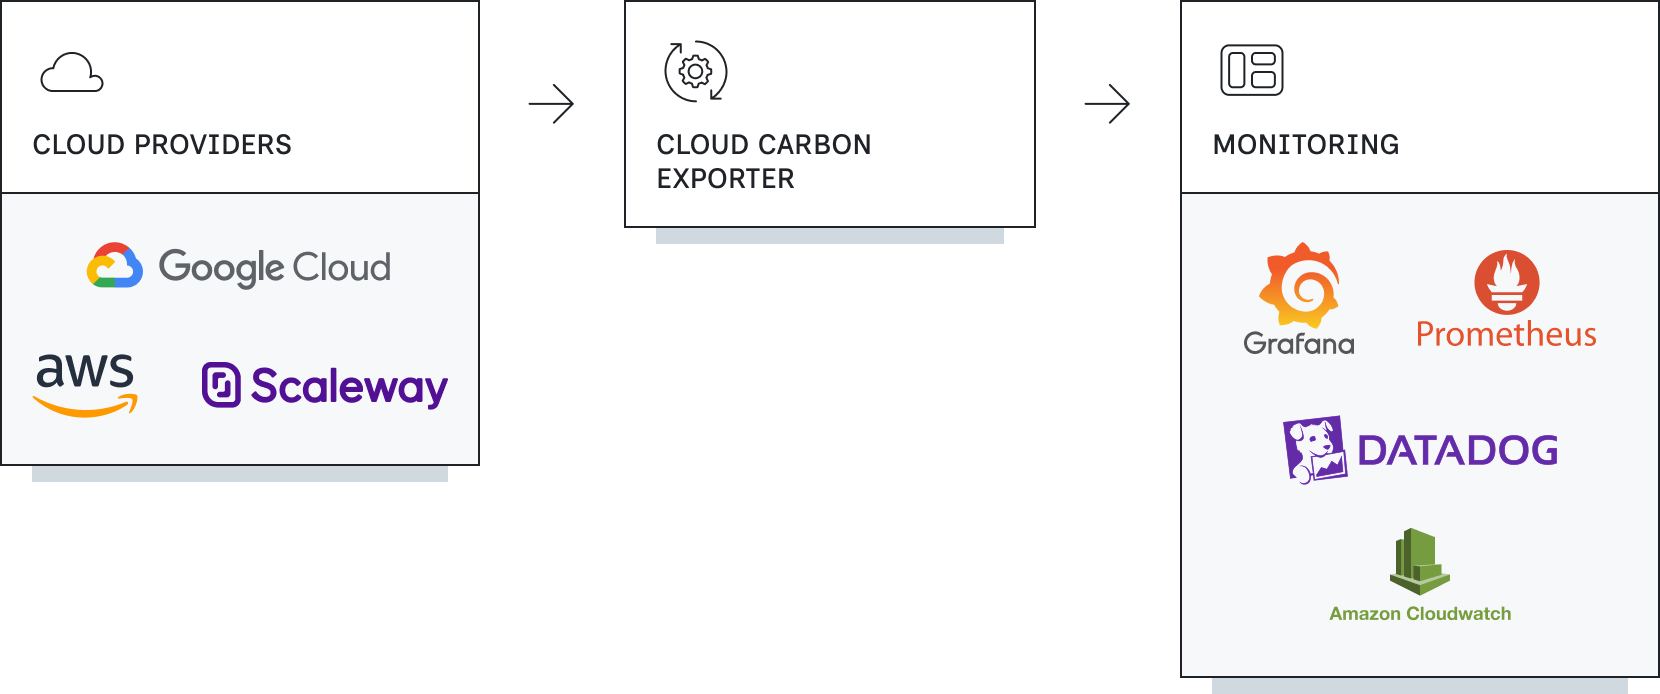 CLOUD PROVIDERS
Google Cloud
aws
Scaleway
CLOUD CARBON
EXPORTER
MONITORING
Grafana
Prometheus
DATADOG
Amazon Cloudwatch